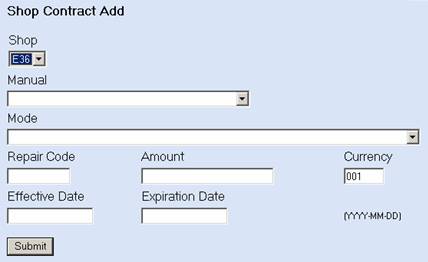 Shop Contract Add
Shop
E36
Manual
Mode
Repair Code Amount Currency
001
Effective Date Expiration Date
(YYYY-MM-DD)
Submit